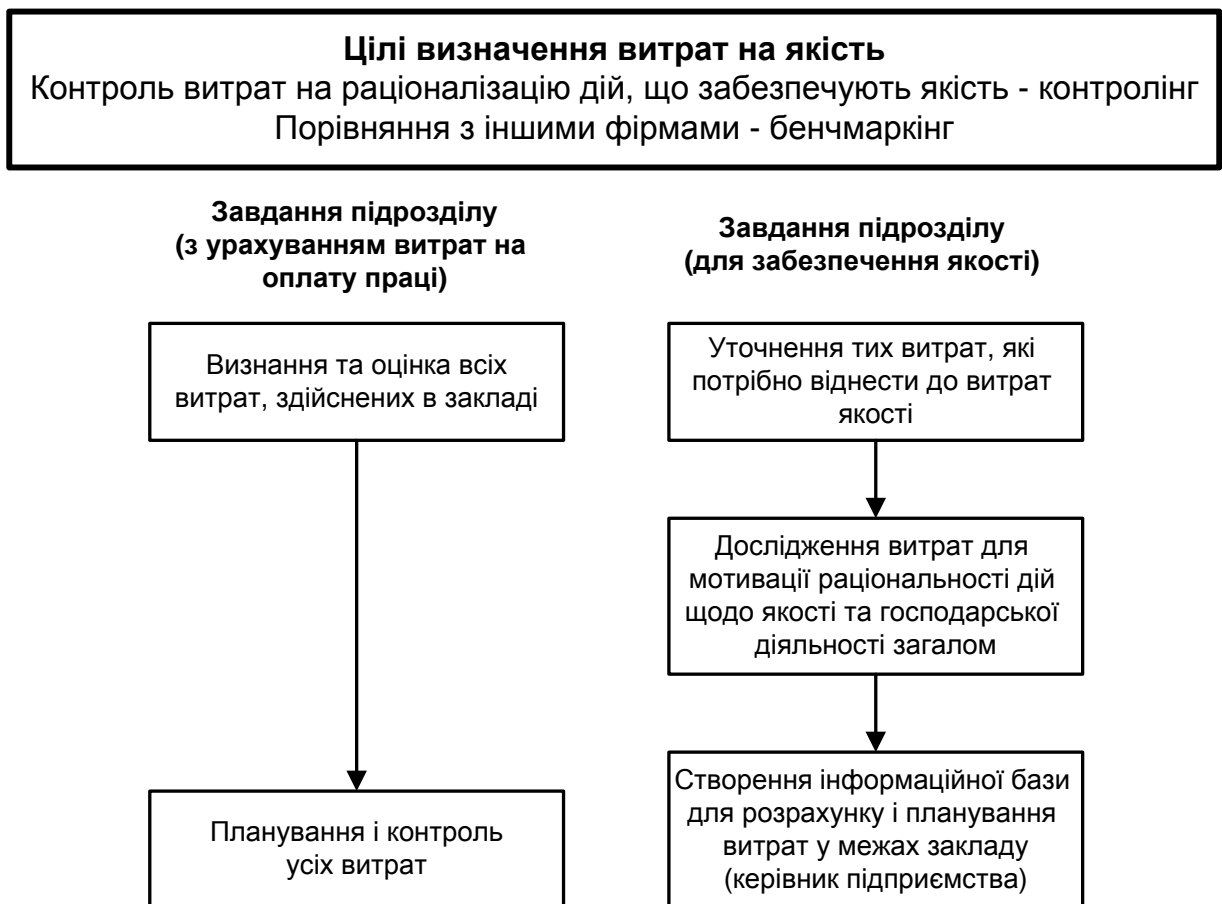 Цілі визначення витрат на якість
Контроль витрат на раціоналізацію дій, що забезпечують якість - контролінг
Порівняння з іншими фірмами - бенчмаркінг
Завдання підрозділу
(з урахуванням витрат на
оплату праці)
Завдання підрозділу
(для забезпечення якості)
Визнання та оцінка всіх
витрат, здійснених в закладі
Уточнення тих витрат, які
потрібно віднести до витрат
якості
Дослідження витрат для
мотивації раціональності дій
щодо якості та господарської
діяльності загалом
Планування і контроль
усіх витрат
Створення інформаційної бази
для розрахунку і планування
витрат у межах закладу
(керівник підприємства)